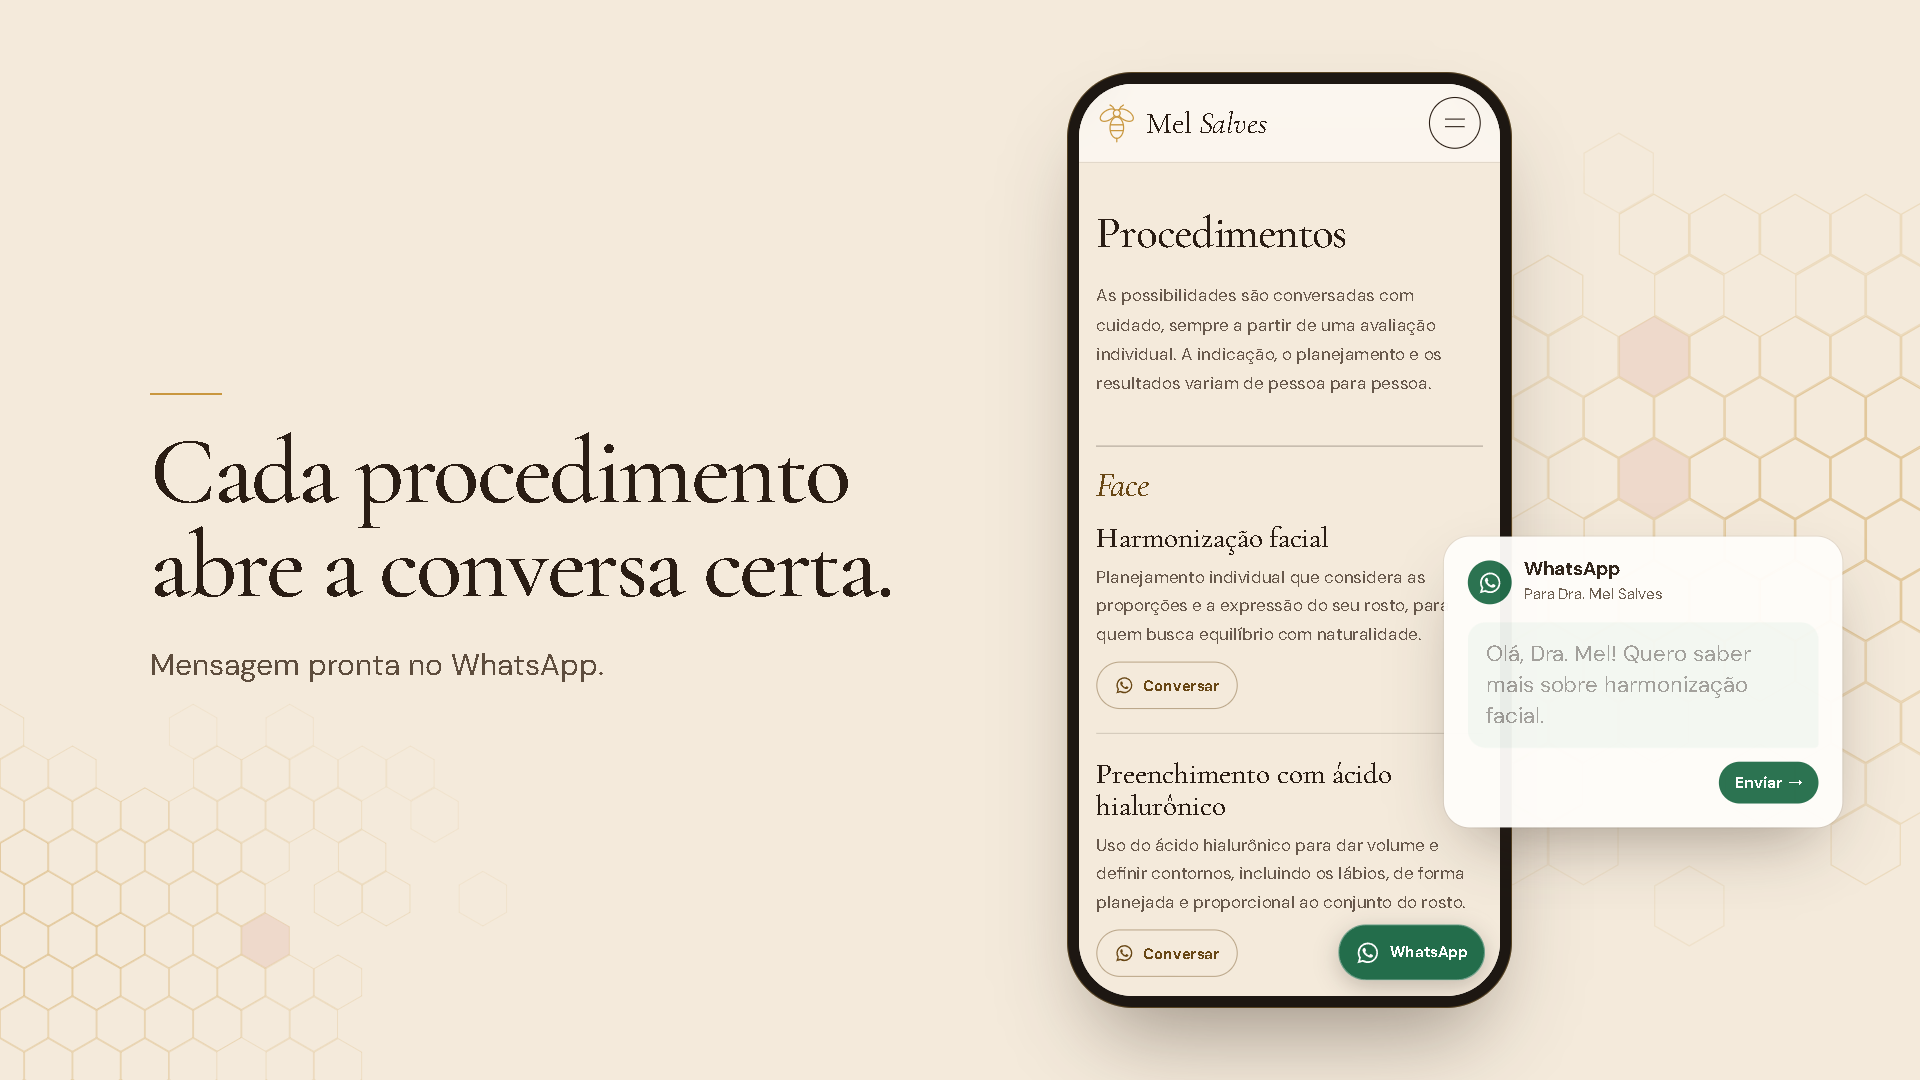 Cada procedimento
abre a conversa certa.
Mensagem pronta no WhatsApp.
Mel Salves
Procedimentos
As possibilidades são conversadas com
cuidado, sempre a partir de uma avaliação
individual. A indicação, o planejamento e os
resultados variam de pessoa para pessoa.
Face
Harmonização facial
Planejamento individual que considera as
proporções e a expressão do seu rosto, para
quem busca equilíbrio com naturalidade.
Conversar
Preenchimento com ácido
hialurônico
Uso do ácido hialurônico para dar volume e
definir contornos, incluindo os lábios, de forma
planejada e proporcional ao conjunto do rosto.
Conversar
WhatsApp
WhatsApp
Para Dra. Mel Salves
Olá, Dra. Mel! Quero saber
mais sobre harmonização
facial.
Enviar →